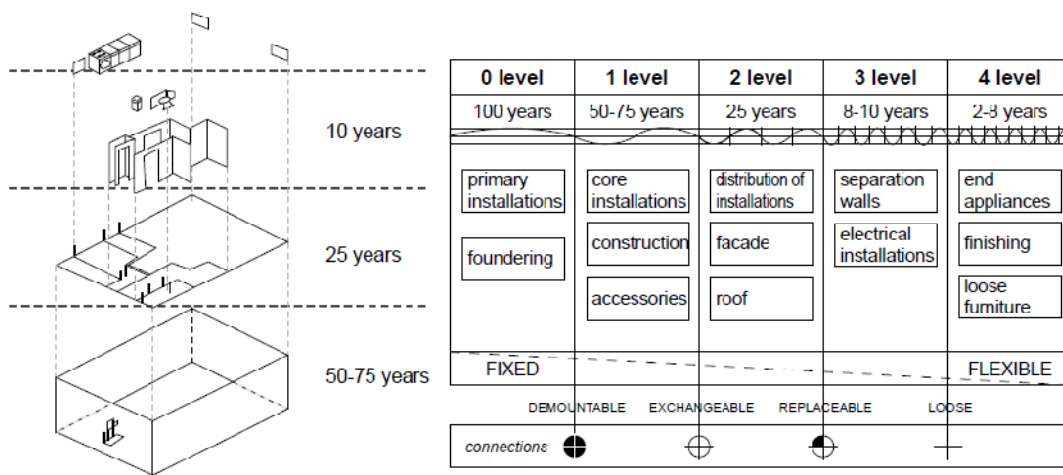 10 years
25 years
50-75 years
0 level 1 level 2 level 3 level 4 level
100 years 50-75 years 25 years 8-10 years 2-8 years
primary installations
core installations
distribution of installations
separation walls
end appliances
foundering
construction
facade
electrical installations
finishing
accessories
roof
loose furniture
FIXED FLEXIBLE
DEMOUNTABLE EXCHANGEABLE REPLACEABLE LOOSE
connections